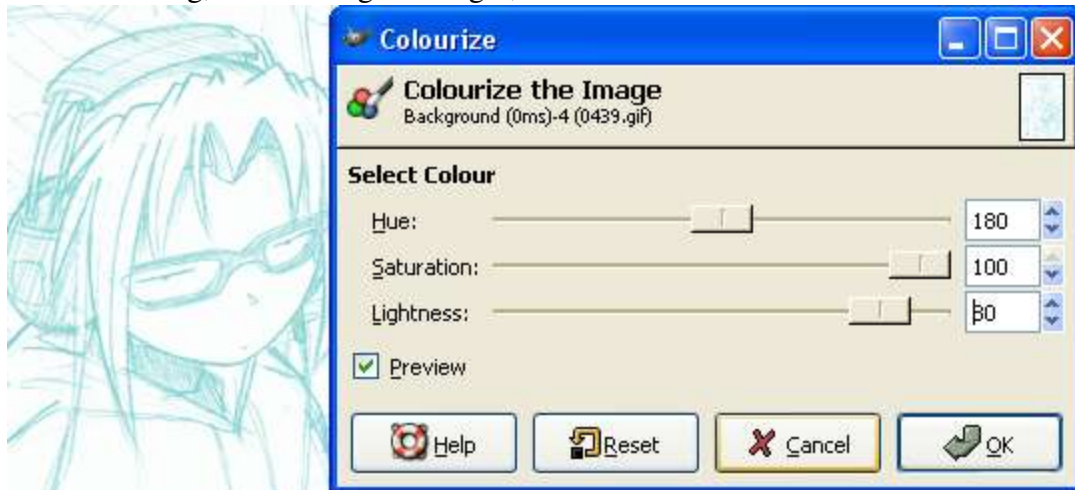 Colourize
Colourize the Image
Background (0ms)-4 (0439.gif)
Select Colour
Hue: 180
Saturation: 100
Lightness: 80
Preview
Help Reset Cancel OK